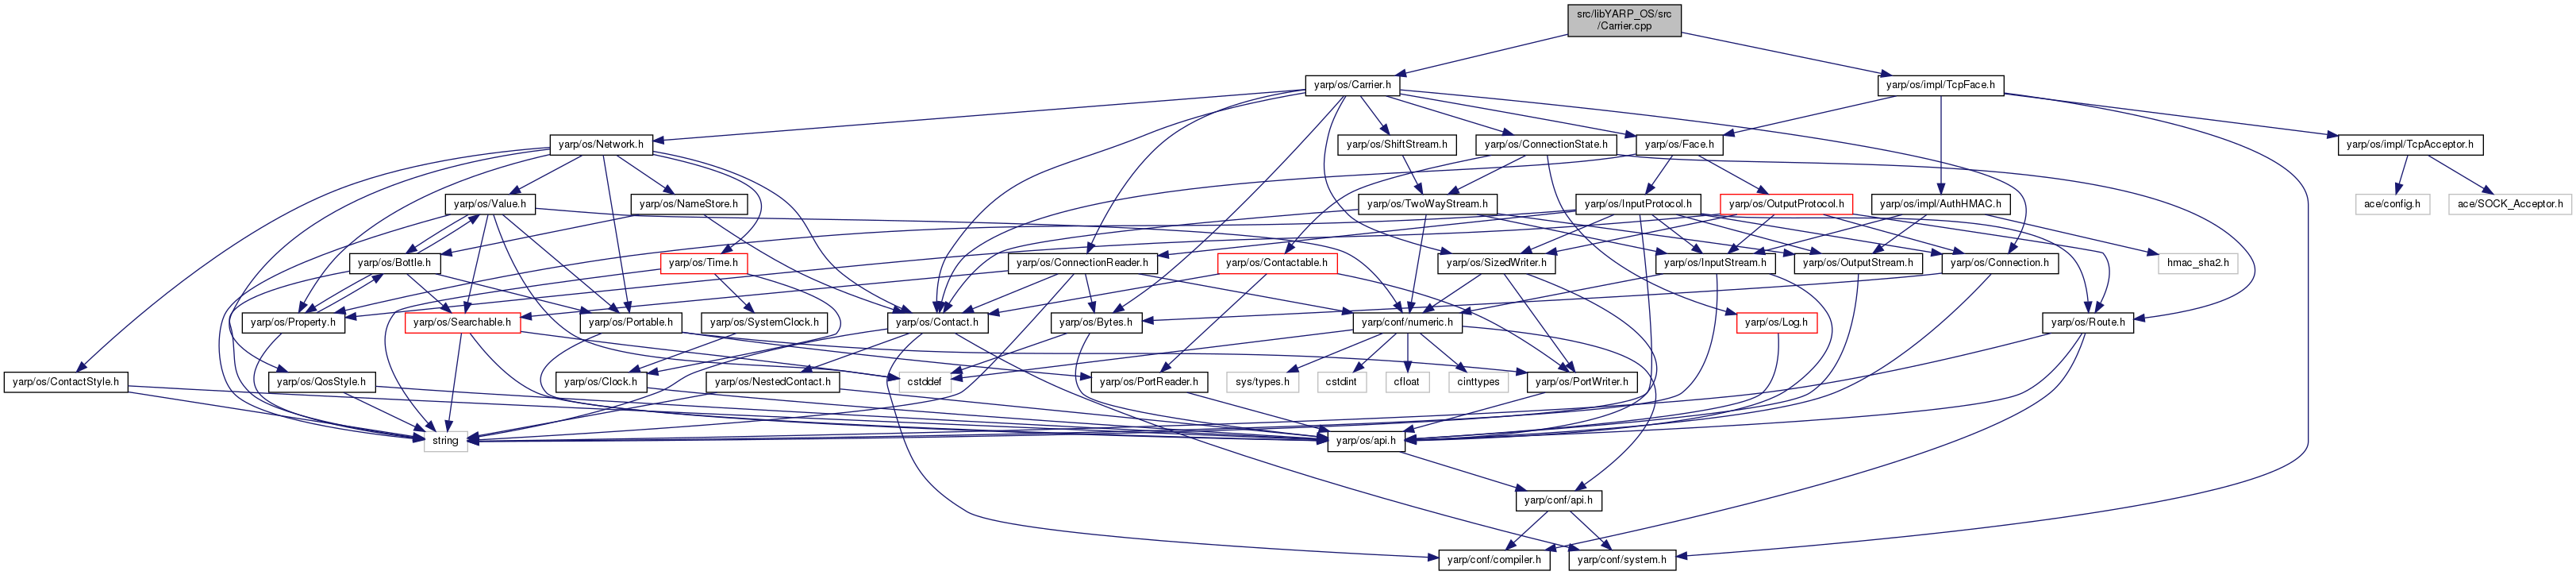 src/libYARP_OS/src
/Carrier.cpp
yarp/os/Carrier.h
yarp/os/impl/TcpFace.h
yarp/os/Network.h
yarp/os/ShiftStream.h
yarp/os/ConnectionState.h
yarp/os/Face.h
yarp/os/impl/TcpAcceptor.h
yarp/os/Value.h
yarp/os/NameStore.h
yarp/os/TwoWayStream.h
yarp/os/InputProtocol.h
yarp/os/OutputProtocol.h
yarp/os/impl/AuthHMAC.h
ace/config.h
ace/SOCK_Acceptor.h
yarp/os/Bottle.h
yarp/os/Time.h
yarp/os/ConnectionReader.h
yarp/os/Contactable.h
yarp/os/SizedWriter.h
yarp/os/InputStream.h
yarp/os/OutputStream.h
yarp/os/Connection.h
hmac_sha2.h
yarp/os/Property.h
yarp/os/Searchable.h
yarp/os/Portable.h
yarp/os/SystemClock.h
yarp/os/Contact.h
yarp/os/Bytes.h
yarp/conf/numeric.h
yarp/os/Log.h
yarp/os/Route.h
yarp/os/ContactStyle.h
yarp/os/QosStyle.h
yarp/os/Clock.h
yarp/os/NestedContact.h
cstddef
yarp/os/PortReader.h
sys/types.h
cstdint
cfloat
cinttypes
yarp/os/PortWriter.h
string
yarp/os/api.h
yarp/conf/api.h
yarp/conf/compiler.h
yarp/conf/system.h